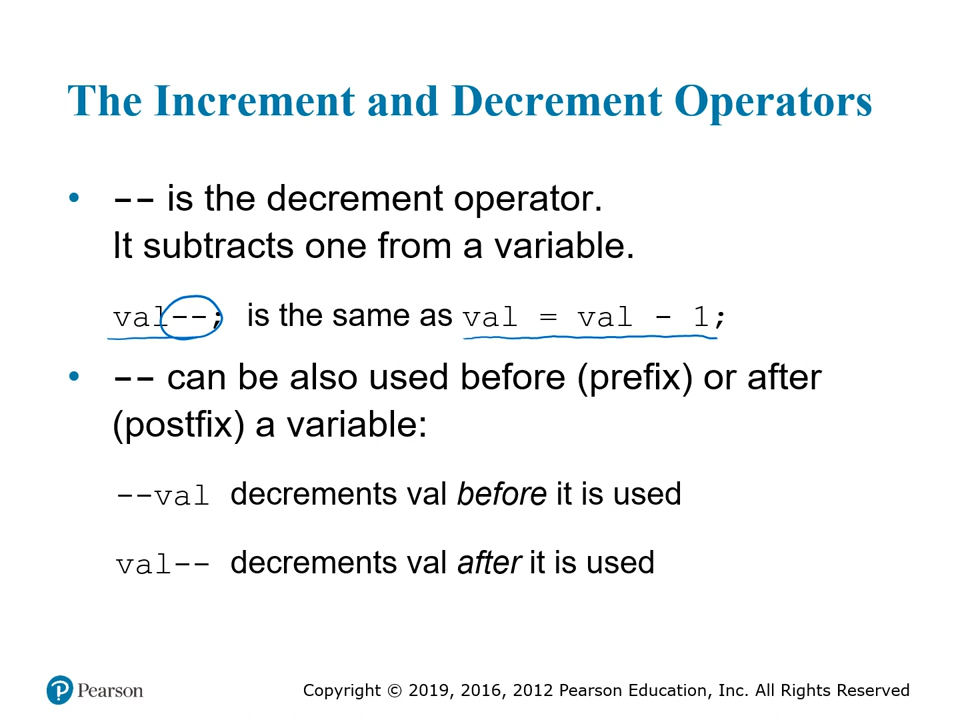 The Increment and Decrement Operators
• -- is the decrement operator.
It subtracts one from a variable.
val--; is the same as val = val - 1;
• -- can be also used before (prefix) or after
(postfix) a variable:
--val decrements val before it is used
val-- decrements val after it is used
Pearson
Copyright © 2019, 2016, 2012 Pearson Education, Inc. All Rights Reserved